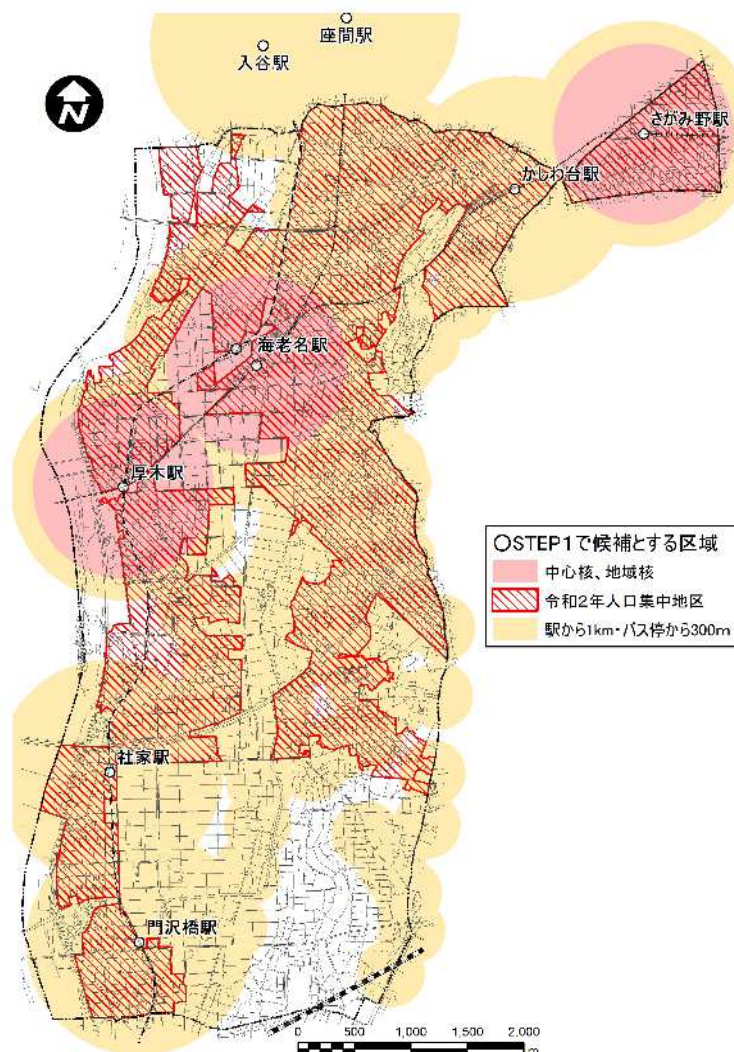 座間駅
入谷駅
N
さがみ野駅
かしわ台駅
海老名駅
厚木駅
○STEP1で候補とする区域
中心核、地域核
令和2年人口集中地区
駅から1km・バス停から300m
社家駅
門沢橋駅
0 500 1,000 1,500 2,000
m